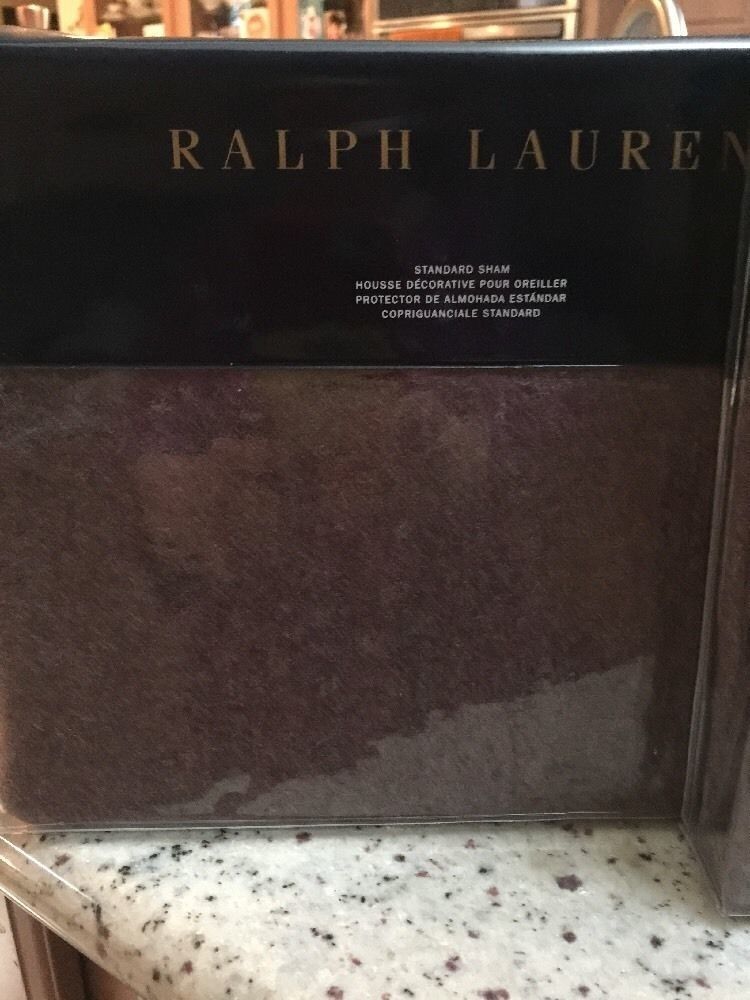 RALPH LAUREN
STANDARD SHAM
HOUSSE DÉCORATIVE POUR OREILLER
PROTECTOR DE ALMOHADA ESTÁNDAR
COPRIGUANCIALE STANDARD